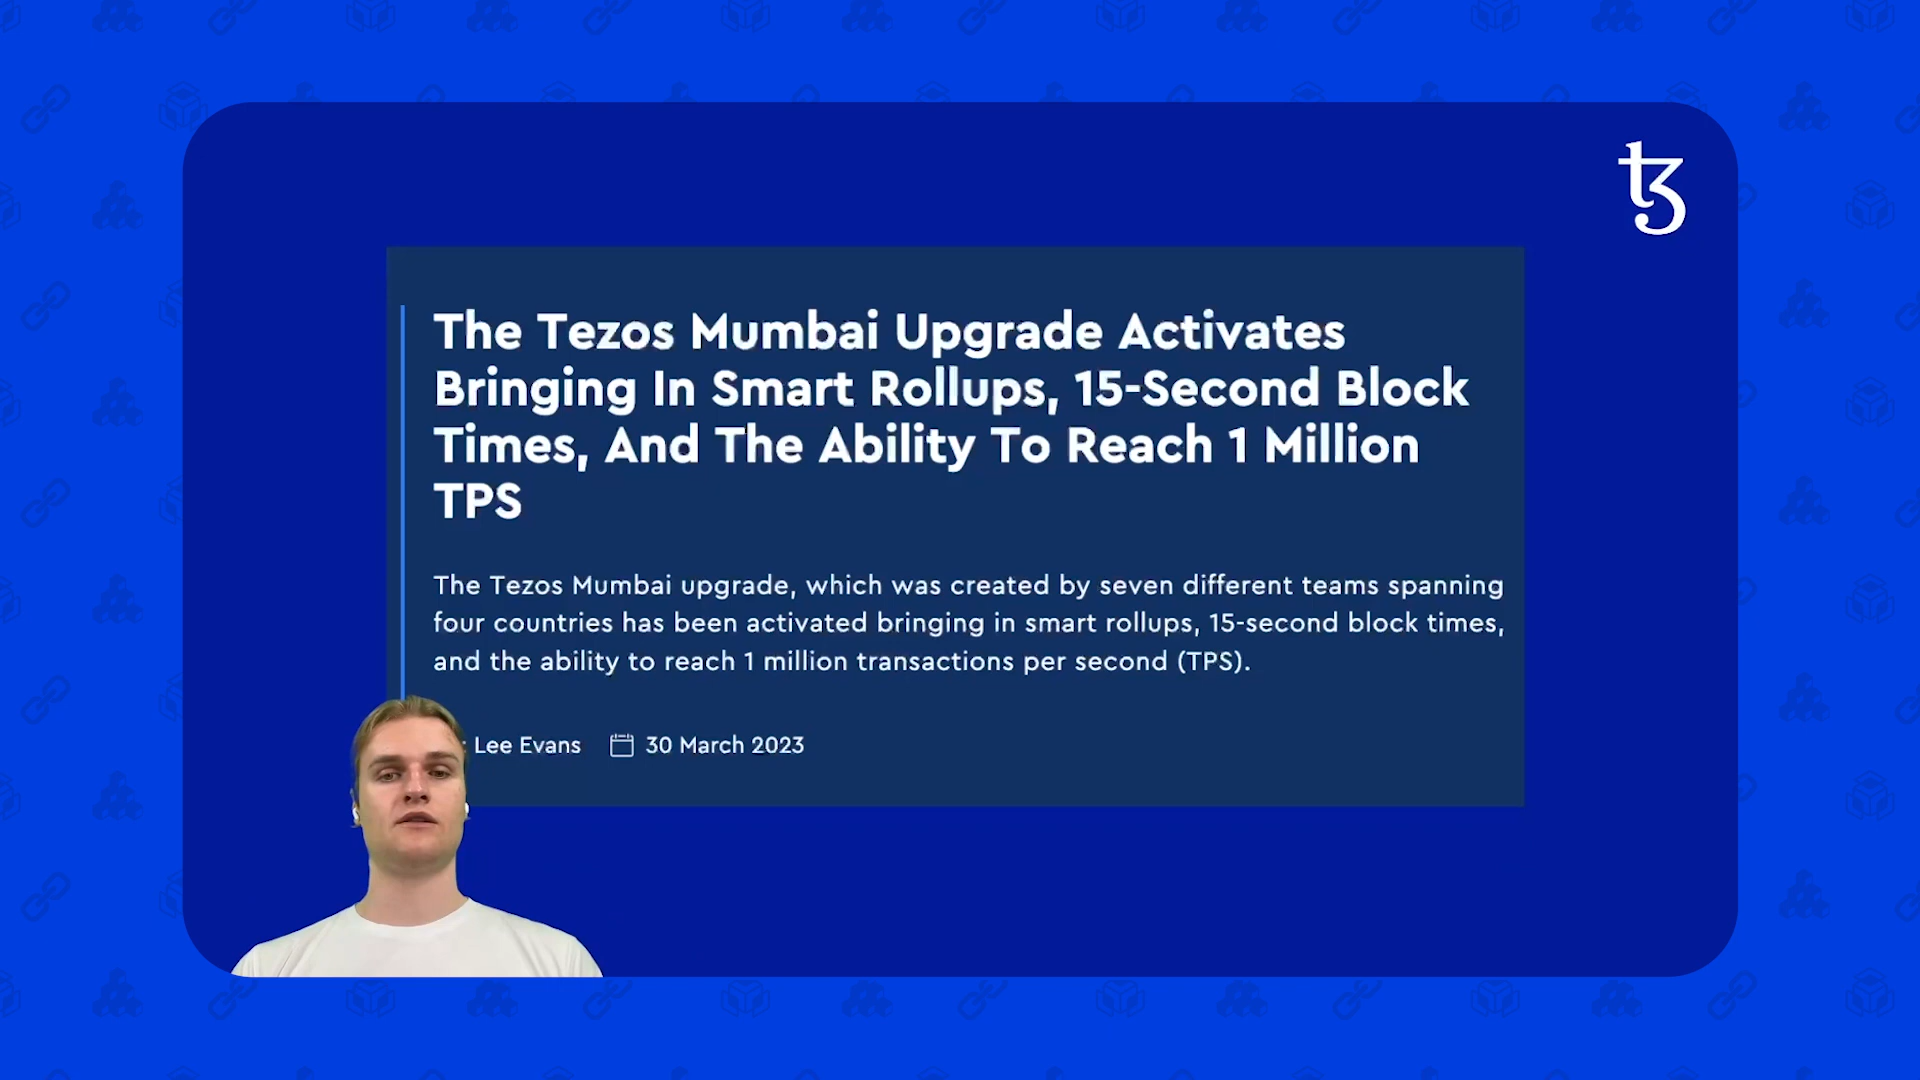 The Tezos Mumbai Upgrade Activates
Bringing In Smart Rollups, 15-Second Block
Times, And The Ability To Reach 1 Million
TPS
The Tezos Mumbai upgrade, which was created by seven different teams spanning
four countries has been activated bringing in smart rollups, 15-second block times,
and the ability to reach 1 million transactions per second (TPS).
Lee Evans 30 March 2023